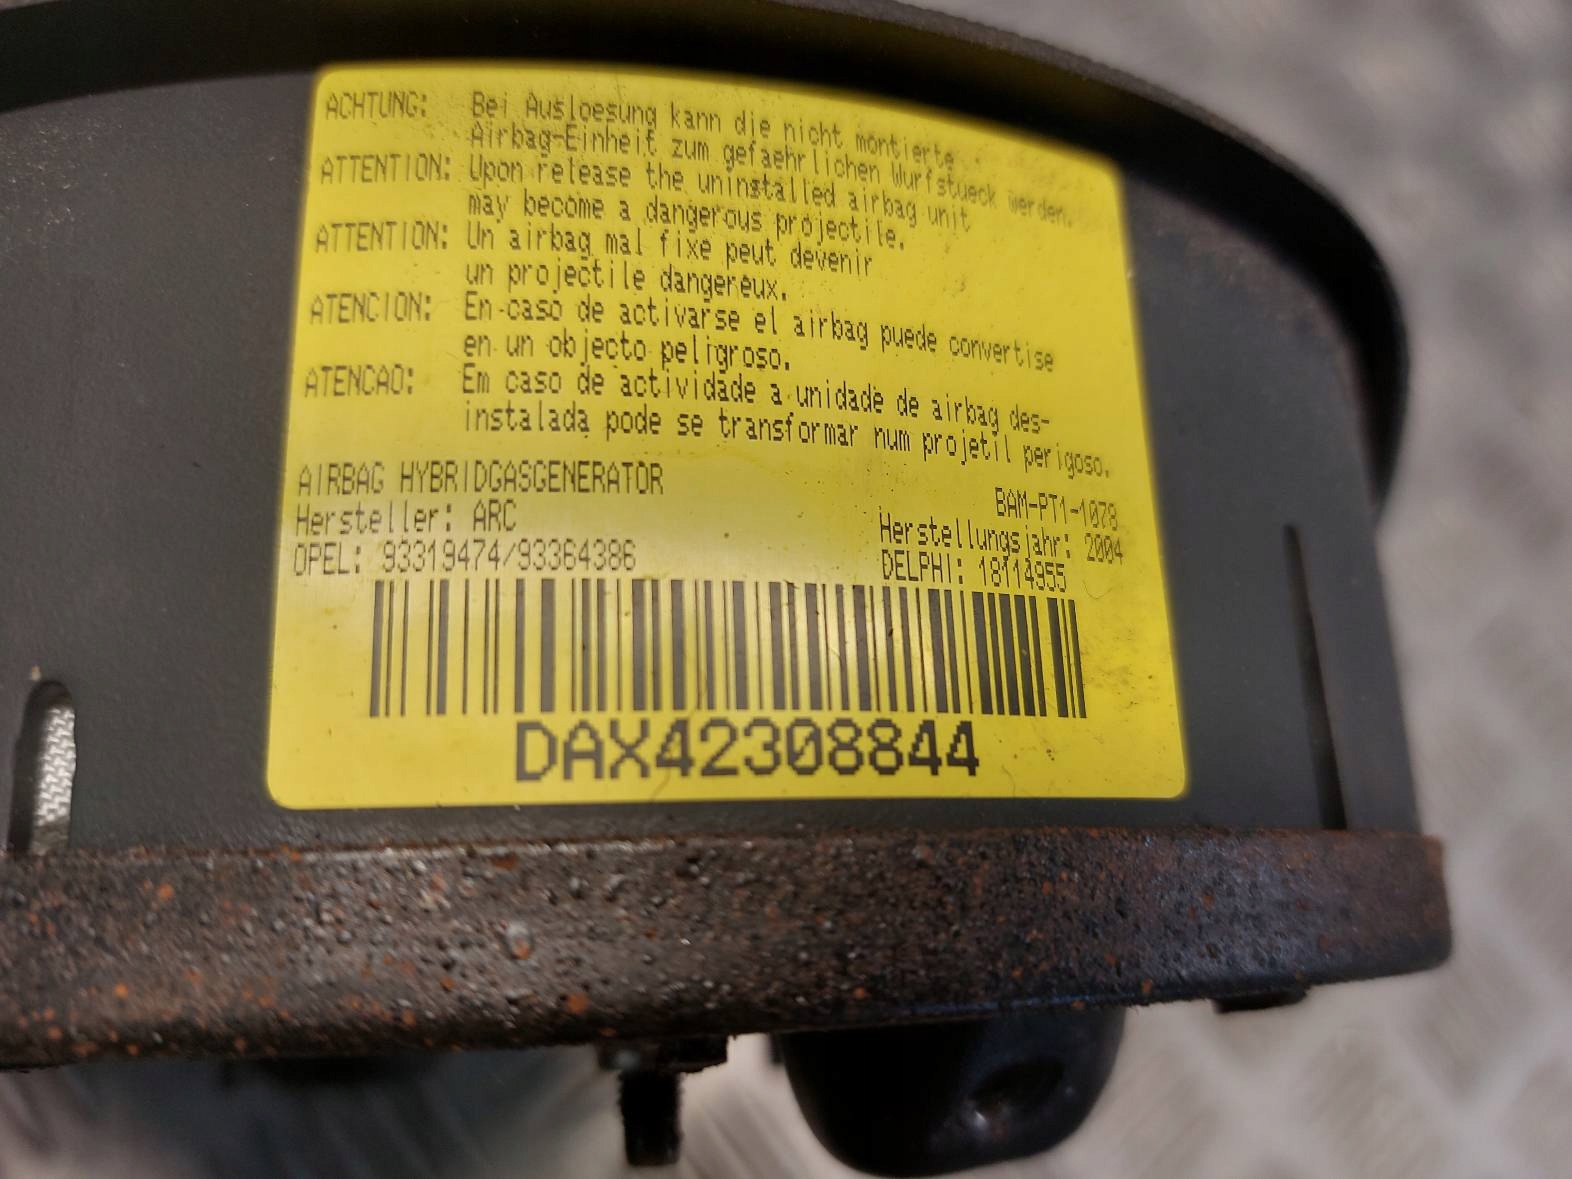 ACHTUNG: Bei Ausloesung kann die nicht montierte
Airbag-Einheit zum gefaehrlichen Wurfstueck werden.
ATTENTION: Upon release the uninstalled airbag unit
may become a dangerous projectile.
ATTENTION: Un airbag mal fixe peut devenir
un projectile dangereux.
ATENCION: En caso de activarse el airbag puede convertise
en un objecto peligroso.
ATENCAO: Em caso de actividade a unidade de airbag des-
instalada pode se transformar num projetil perigoso.
AIRBAG HYBRIDGASGENERATOR BAM-PT1-1078
Hersteller: ARC Herstellungsjahr: 2004
OPEL: 93319474/93364386 DELPHI: 18114955
DAX42308844